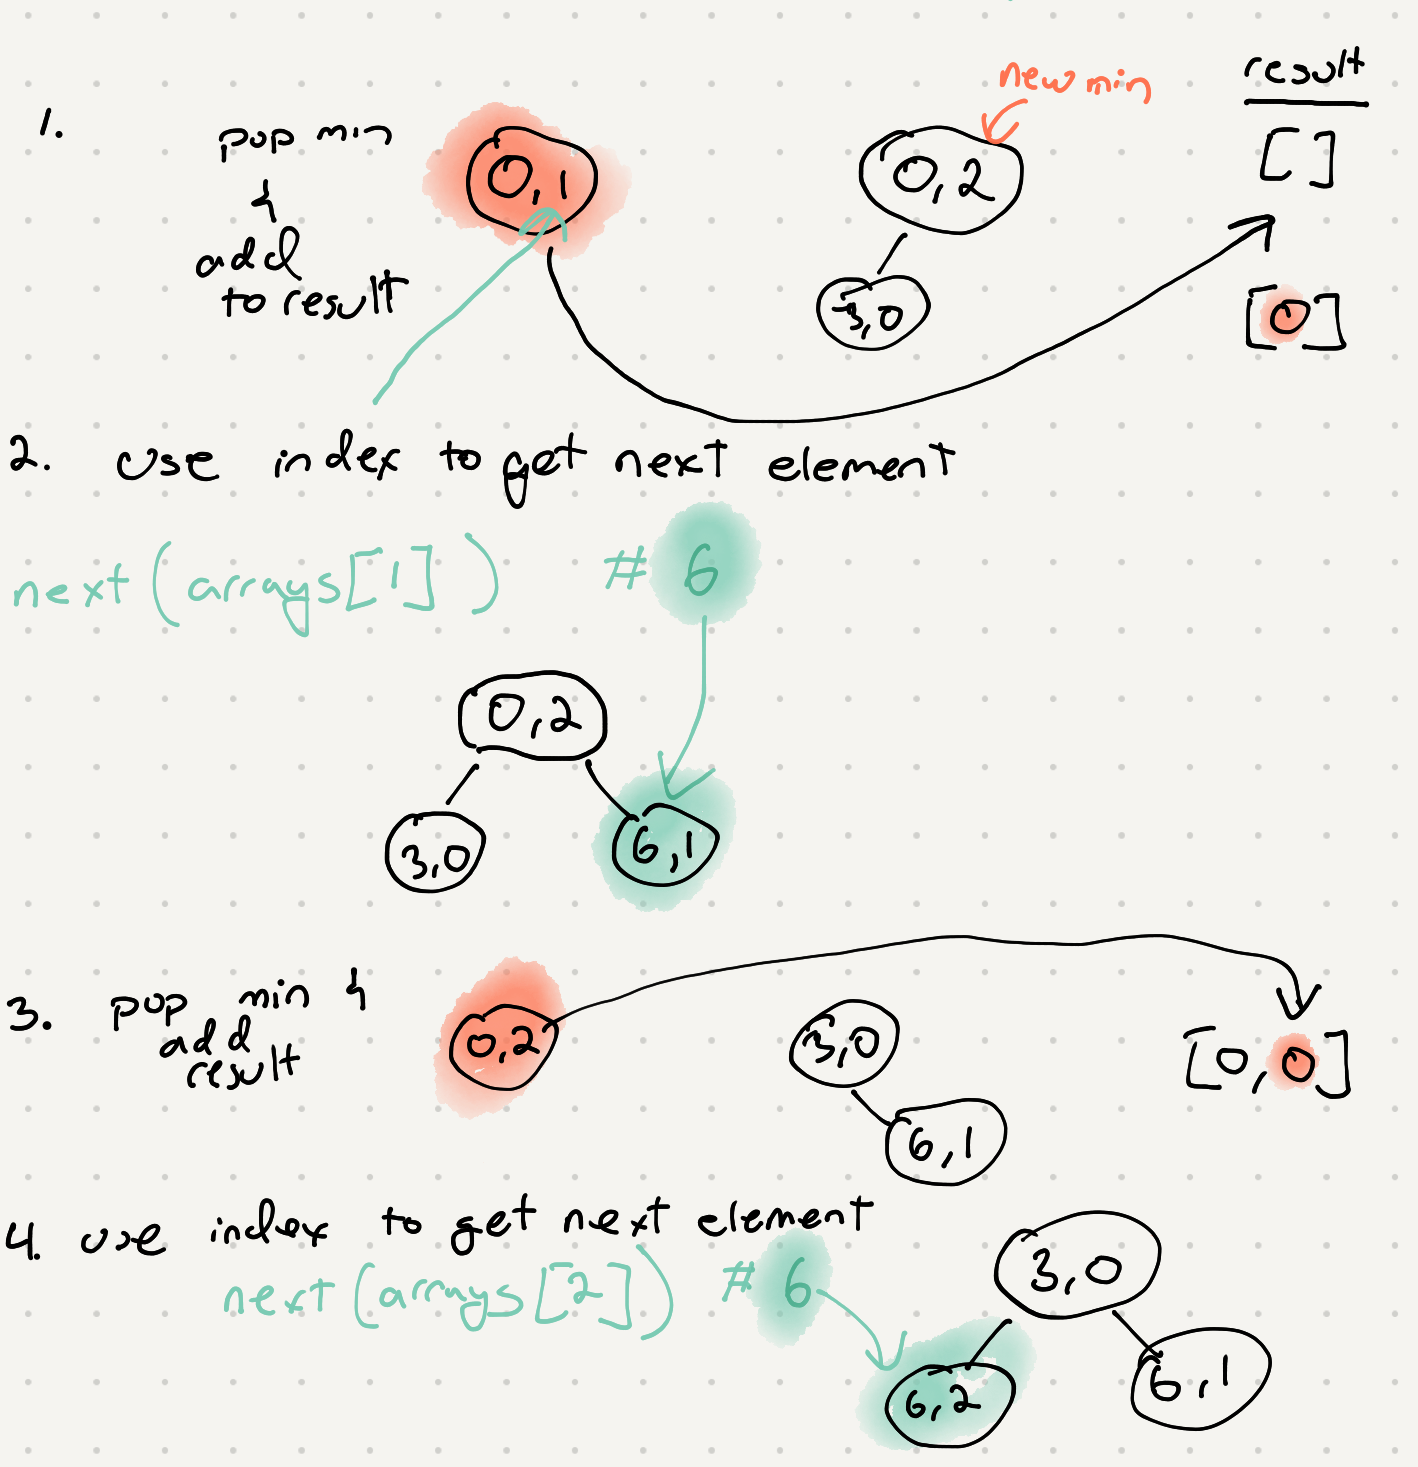 1.
pop min
&
add
to result
0,1
new min
0,2
3,0
result
[ ]
[0]
2. use index to get next element
next(arrays[1]) # 6
0,2
3,0
6,1
3. pop min &
add
result
0,2
3,0
6,1
[0,0]
4. use index to get next element
next(arrays[2]) # 6
3,0
6,2
6,1